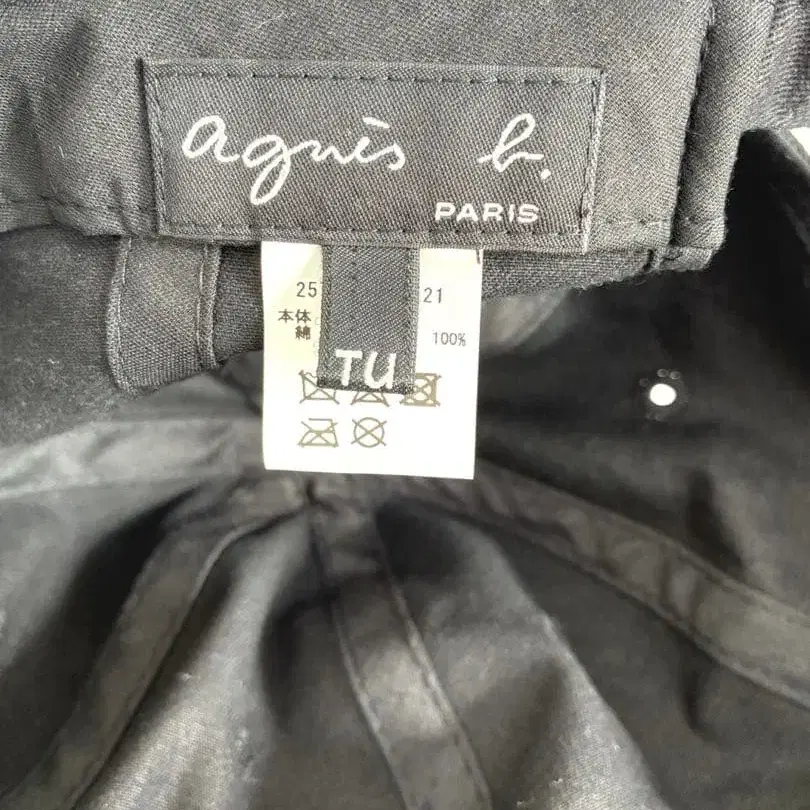 agnès b.
PARIS
25 21
本体
綿 100%
TU